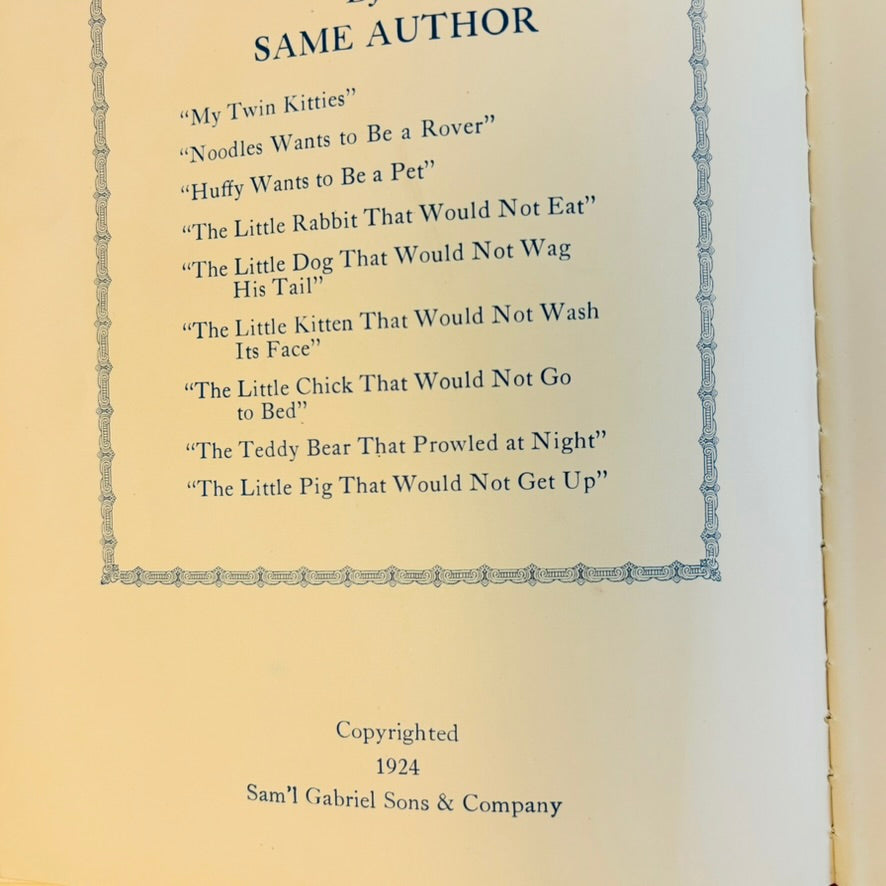 By
SAME AUTHOR
“My Twin Kitties”
“Noodles Wants to Be a Rover”
“Huffy Wants to Be a Pet”
“The Little Rabbit That Would Not Eat”
“The Little Dog That Would Not Wag
His Tail”
“The Little Kitten That Would Not Wash
Its Face”
“The Little Chick That Would Not Go
to Bed”
“The Teddy Bear That Prowled at Night”
“The Little Pig That Would Not Get Up”
Copyrighted
1924
Sam’l Gabriel Sons & Company